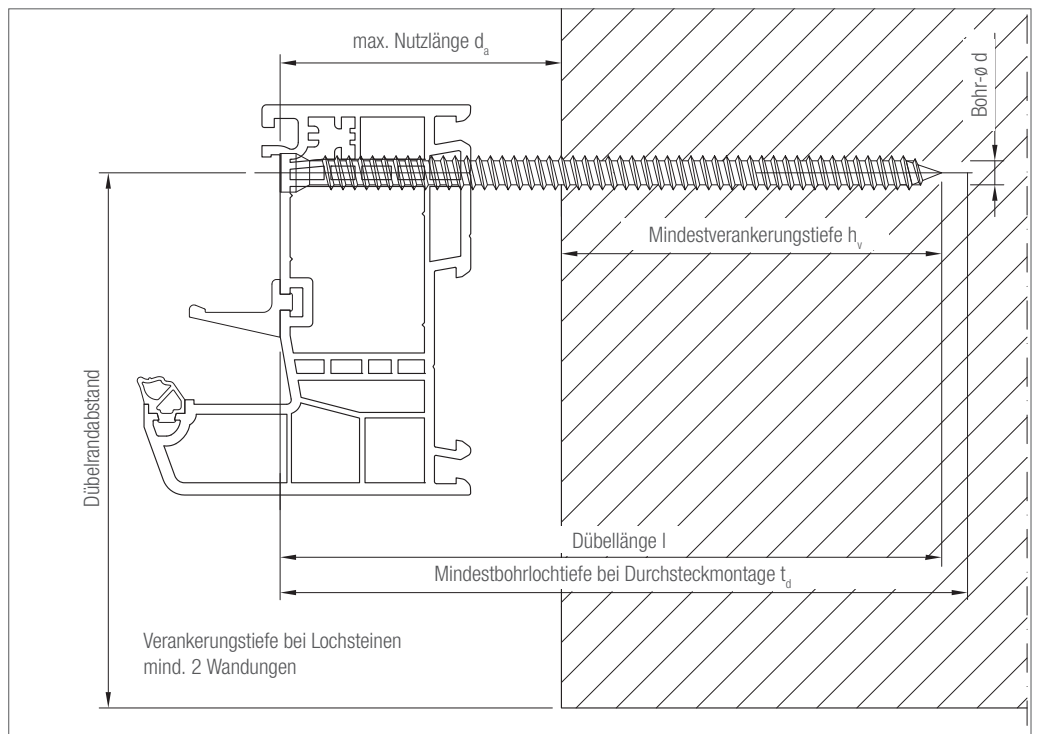 max. Nutzlänge dₐ
Bohr-ø d
Mindestverankerungstiefe hᵥ
Dübelrandabstand
Dübellänge l
Mindestbohrlochtiefe bei Durchsteckmontage t_d
Verankerungstiefe bei Lochsteinen
mind. 2 Wandungen